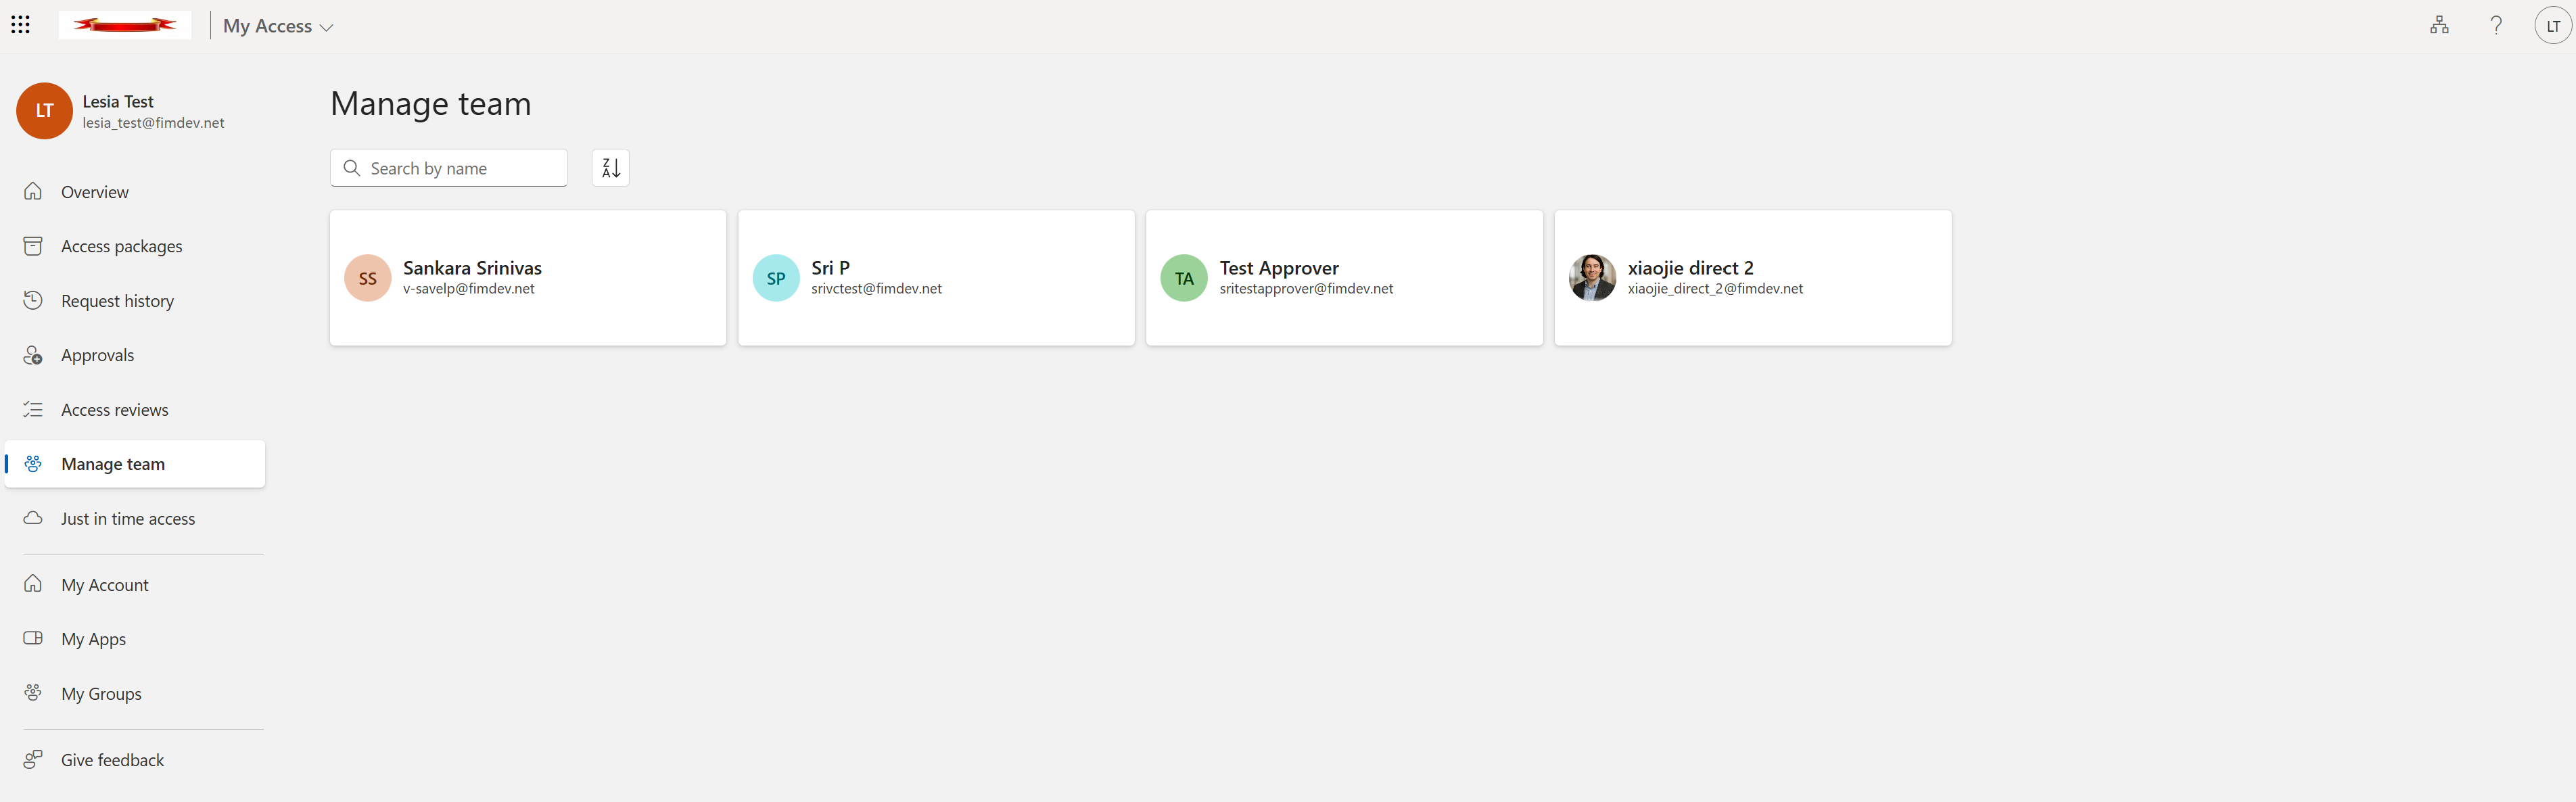 My Access
LT
LT
Lesia Test
lesia_test@fimdev.net
Overview
Access packages
Request history
Approvals
Access reviews
Manage team
Just in time access
My Account
My Apps
My Groups
Give feedback
Manage team
Search by name
Z
A
SS
Sankara Srinivas
v-savelp@fimdev.net
SP
Sri P
srivctest@fimdev.net
TA
Test Approver
sritestapprover@fimdev.net
xiaojie direct 2
xiaojie_direct_2@fimdev.net